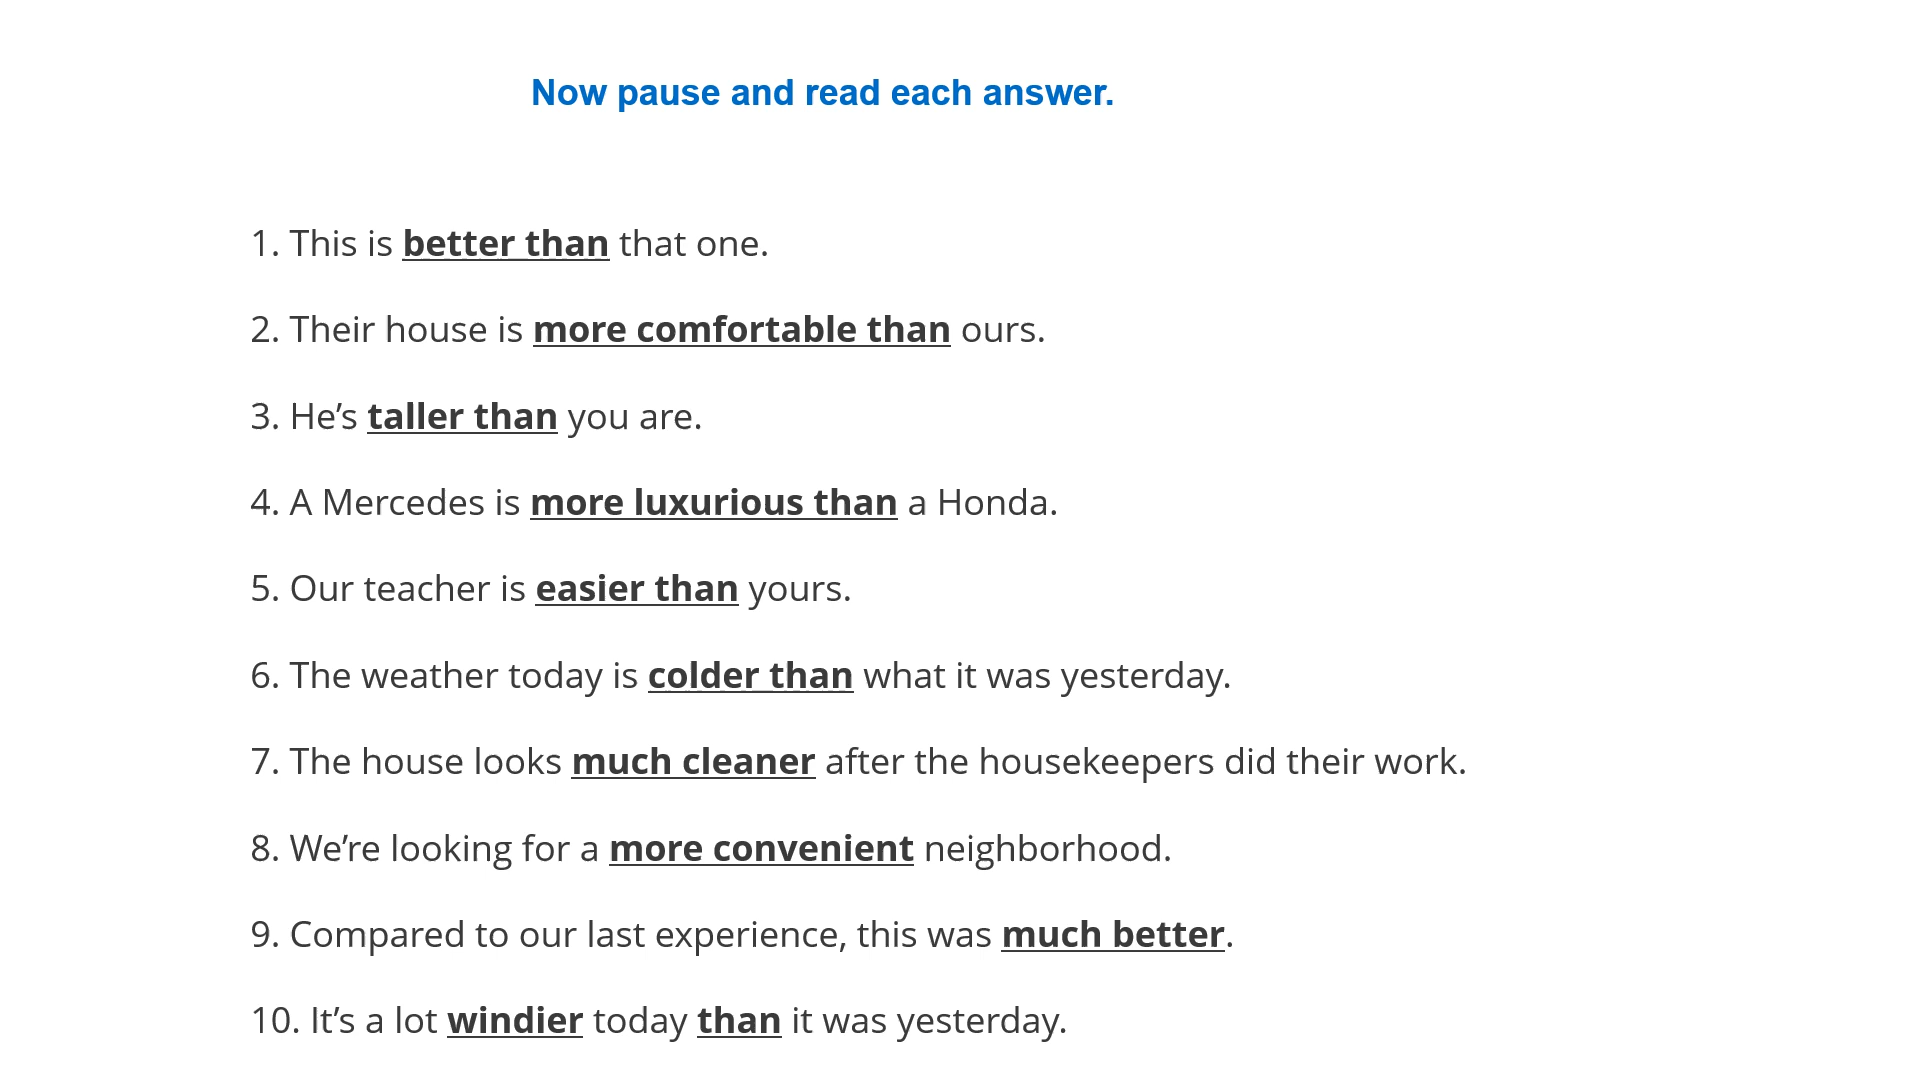 Now pause and read each answer.
1. This is better than that one.
2. Their house is more comfortable than ours.
3. He’s taller than you are.
4. A Mercedes is more luxurious than a Honda.
5. Our teacher is easier than yours.
6. The weather today is colder than what it was yesterday.
7. The house looks much cleaner after the housekeepers did their work.
8. We’re looking for a more convenient neighborhood.
9. Compared to our last experience, this was much better.
10. It’s a lot windier today than it was yesterday.